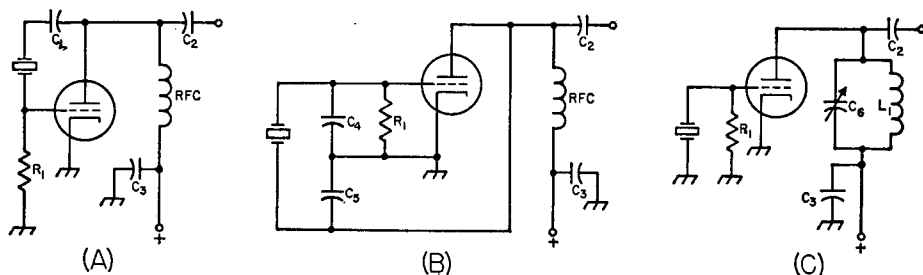 C1
C2
RFC
R1
C3
+
(A)
C2
C4
R1
RFC
C5
C3
+
(B)
C2
R1
C6
L1
C3
+
(C)